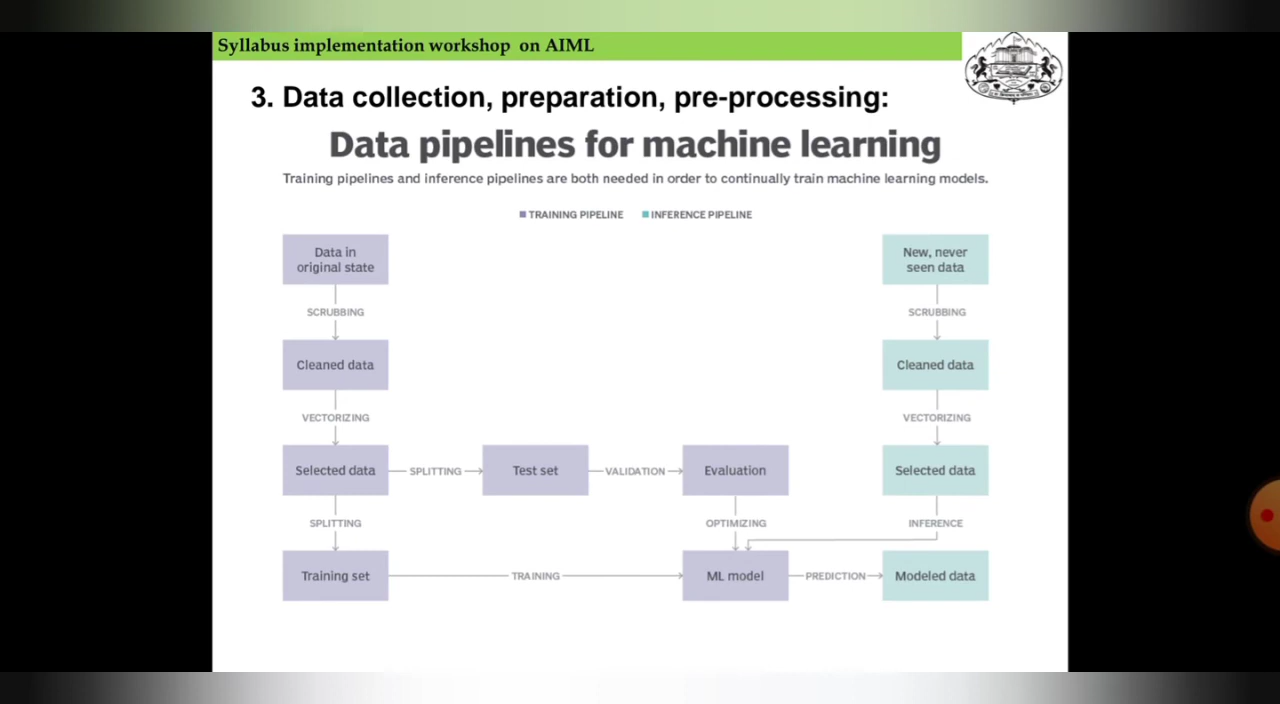 Syllabus implementation workshop on AIML
3. Data collection, preparation, pre-processing:
Data pipelines for machine learning
Training pipelines and inference pipelines are both needed in order to continually train machine learning models.
TRAINING PIPELINE
INFERENCE PIPELINE
Data in
original state
New, never
seen data
SCRUBBING
SCRUBBING
Cleaned data
Cleaned data
VECTORIZING
VECTORIZING
Selected data
SPLITTING
Test set
VALIDATION
Evaluation
Selected data
SPLITTING
OPTIMIZING
INFERENCE
Training set
TRAINING
ML model
PREDICTION
Modeled data